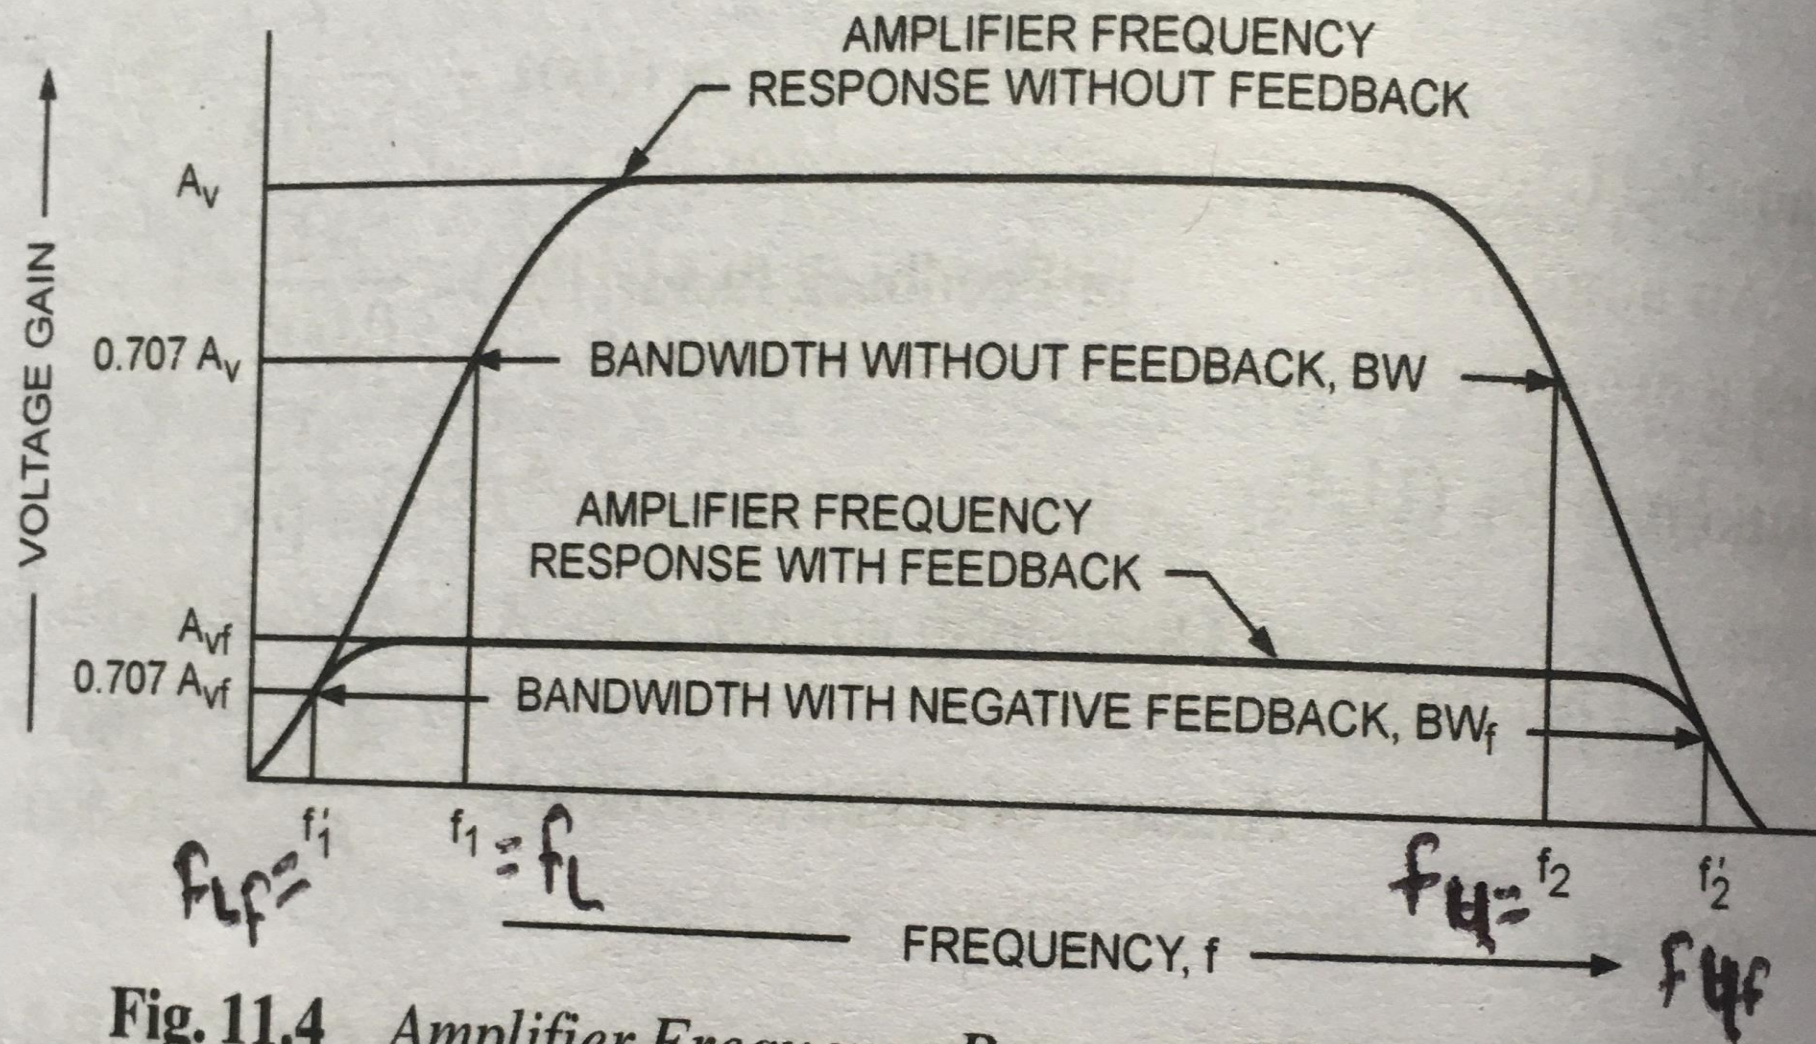 AMPLIFIER FREQUENCY
RESPONSE WITHOUT FEEDBACK
VOLTAGE GAIN
Av
0.707 Av
BANDWIDTH WITHOUT FEEDBACK, BW
AMPLIFIER FREQUENCY
RESPONSE WITH FEEDBACK
Avf
0.707 Avf
BANDWIDTH WITH NEGATIVE FEEDBACK, BWf
fLf = f'1
f1 = fL
fH = f2
f'2
fHf
FREQUENCY, f
Fig. 11.4 Amplifier